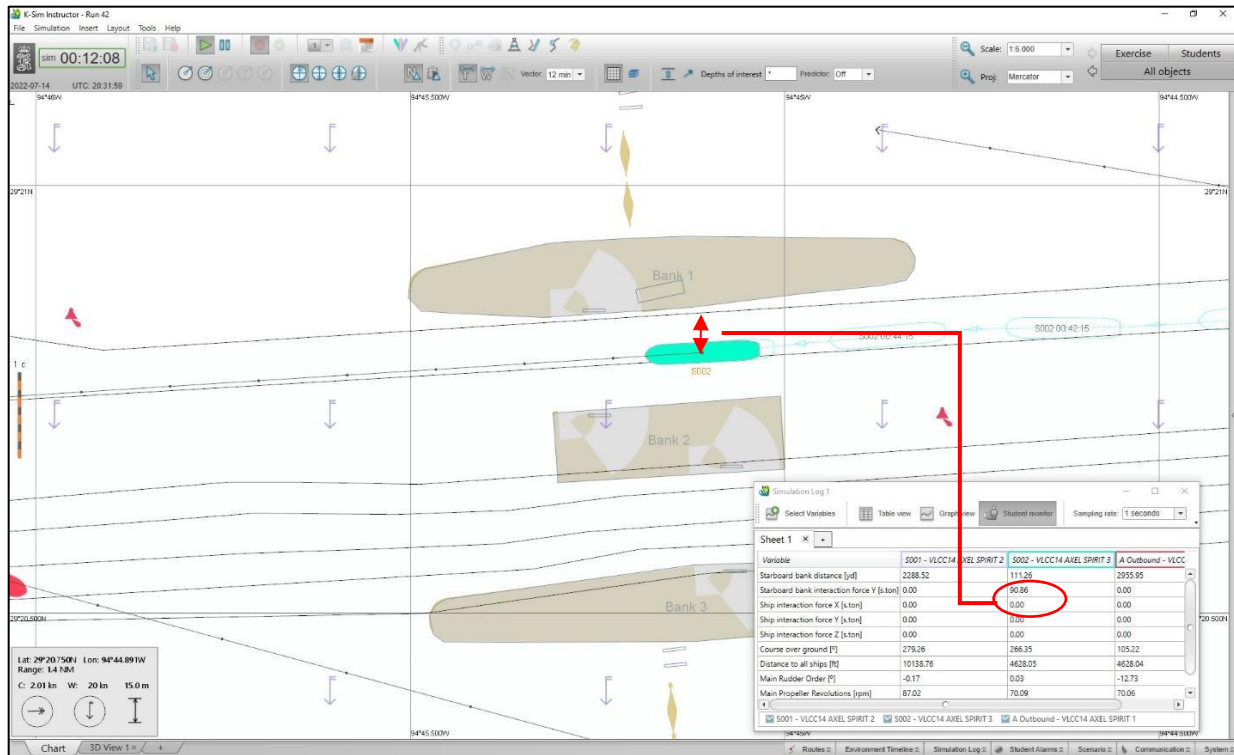 K-Sim Instructor - Run 42
File Simulation Insert Layout Tools Help
sim 00:12:08
2022-07-14 UTC: 20:31:59
Vector: 12 min
Depths of interest *
Predictor: Off
Scale: 1:6.000
Proj: Mercator
Exercise Students
All objects
94°46'W 94°45.500W 94°45W 94°44.500W
29°21N 29°21N
Bank 1
S002 00:44:15
S002 00:42:15
1 c
S002
Bank 2
Bank 3
29°20.500N
Simulation Log 1
Select Variables Table view Graph view Student monitor Sampling rate: 1 seconds
Sheet 1 × +
Variable S001 - VLCC14 AXEL SPIRIT 2 S002 - VLCC14 AXEL SPIRIT 3 A Outbound - VLCC
Starboard bank distance [yd] 2288.52 111.26 2955.95
Starboard bank interaction force Y [s.ton] 0.00 90.86 0.00
Ship interaction force X [s.ton] 0.00 0.00 0.00
Ship interaction force Y [s.ton] 0.00 0.00 0.00
Ship interaction force Z [s.ton] 0.00 0.00 0.00
Course over ground [º] 279.26 266.35 105.22
Distance to all ships [ft] 10138.76 4628.05 4628.04
Main Rudder Order [º] -0.17 0.03 -12.73
Main Propeller Revolutions [rpm] 87.02 70.09 70.06
S001 - VLCC14 AXEL SPIRIT 2 S002 - VLCC14 AXEL SPIRIT 3 A Outbound - VLCC14 AXEL SPIRIT 1
Lat: 29°20.750N Lon: 94°44.891W
Range: 1.4 NM
C: 2.01 kn W: 20 kn 15.0 m
94°45.500W 94°45W
Chart 3D View 1 × +
Routes Environment Timeline Simulation Log Student Alarms Scenario Communication System